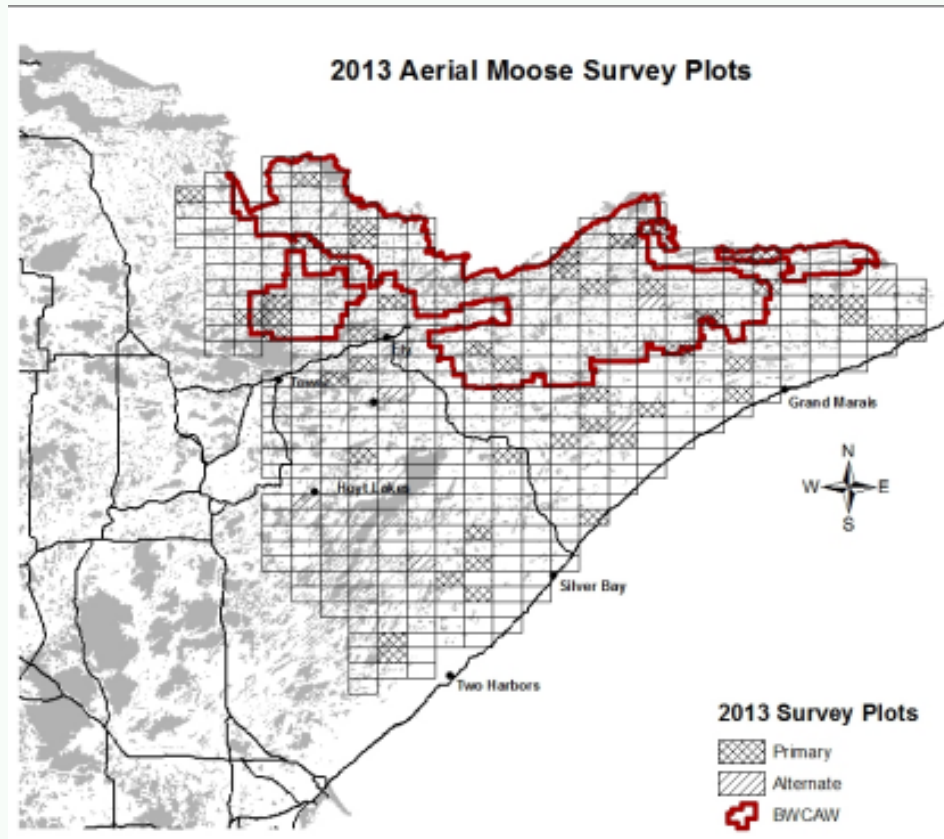 2013 Aerial Moose Survey Plots
Ely
Tower
Grand Marais
N
W E
S
Hoyt Lakes
Silver Bay
Two Harbors
2013 Survey Plots
Primary
Alternate
BWCAW